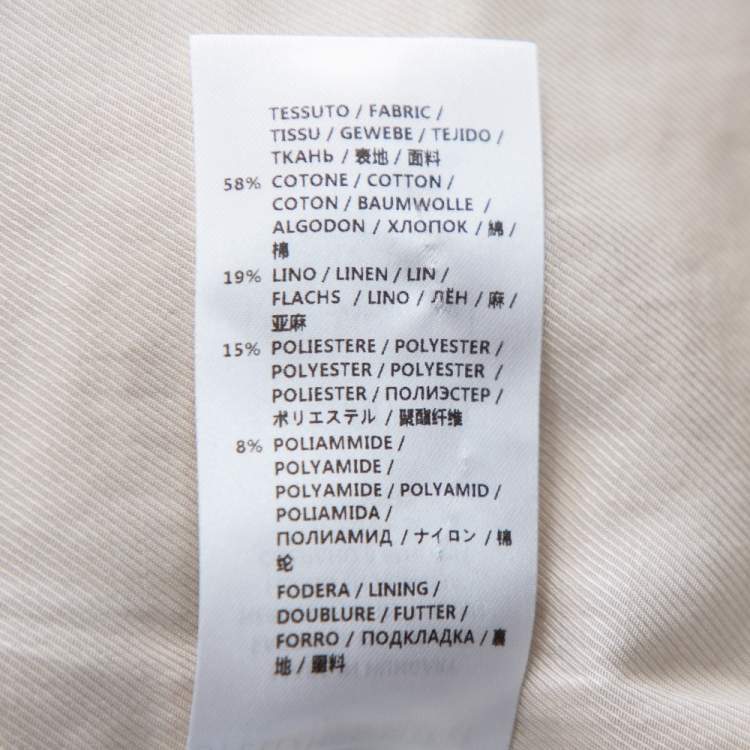 TESSUTO / FABRIC /
TISSU / GEWEBE / TEJIDO /
ТКАНЬ / 表地 / 面料
58% COTONE / COTTON /
COTON / BAUMWOLLE /
ALGODON / ХЛОПОК / 綿 /
棉
19% LINO / LINEN / LIN /
FLACHS / LINO / ЛЁН / 麻 /
亚麻
15% POLIESTERE / POLYESTER /
POLYESTER / POLYESTER /
POLIESTER / ПОЛИЭСТЕР /
ポリエステル / 聚酯纤维
8% POLIAMMIDE /
POLYAMIDE /
POLYAMIDE / POLYAMID /
POLIAMIDA /
ПОЛИАМИД / ナイロン / 锦
纶
FODERA / LINING /
DOUBLURE / FUTTER /
FORRO / ПОДКЛАДКА / 裏
地 / 里料